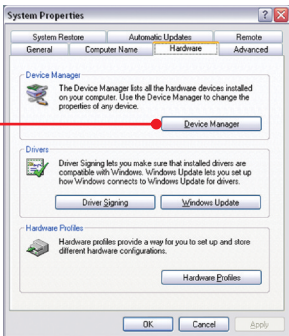 System Properties
System Restore
Automatic Updates
Remote
General
Computer Name
Hardware
Advanced
Device Manager
The Device Manager lists all the hardware devices installed
on your computer. Use the Device Manager to change the
properties of any device.
Device Manager
Drivers
Driver Signing lets you make sure that installed drivers are
compatible with Windows. Windows Update lets you set up
how Windows connects to Windows Update for drivers.
Driver Signing
Windows Update
Hardware Profiles
Hardware profiles provide a way for you to set up and store
different hardware configurations.
Hardware Profiles
OK
Cancel
Apply